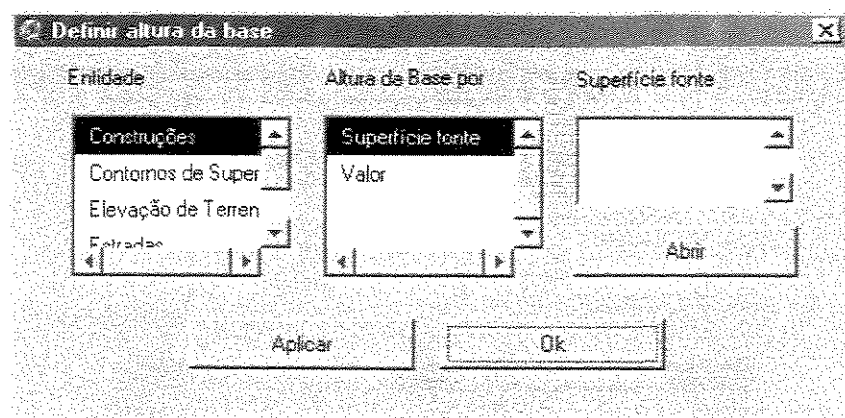 Definir altura da base
Entidade
Altura de Base por
Superfície fonte
Construções
Contornos de Super
Elevação de Terren
Estradas
Superfície fonte
Valor
Abrir
Aplicar
Ok